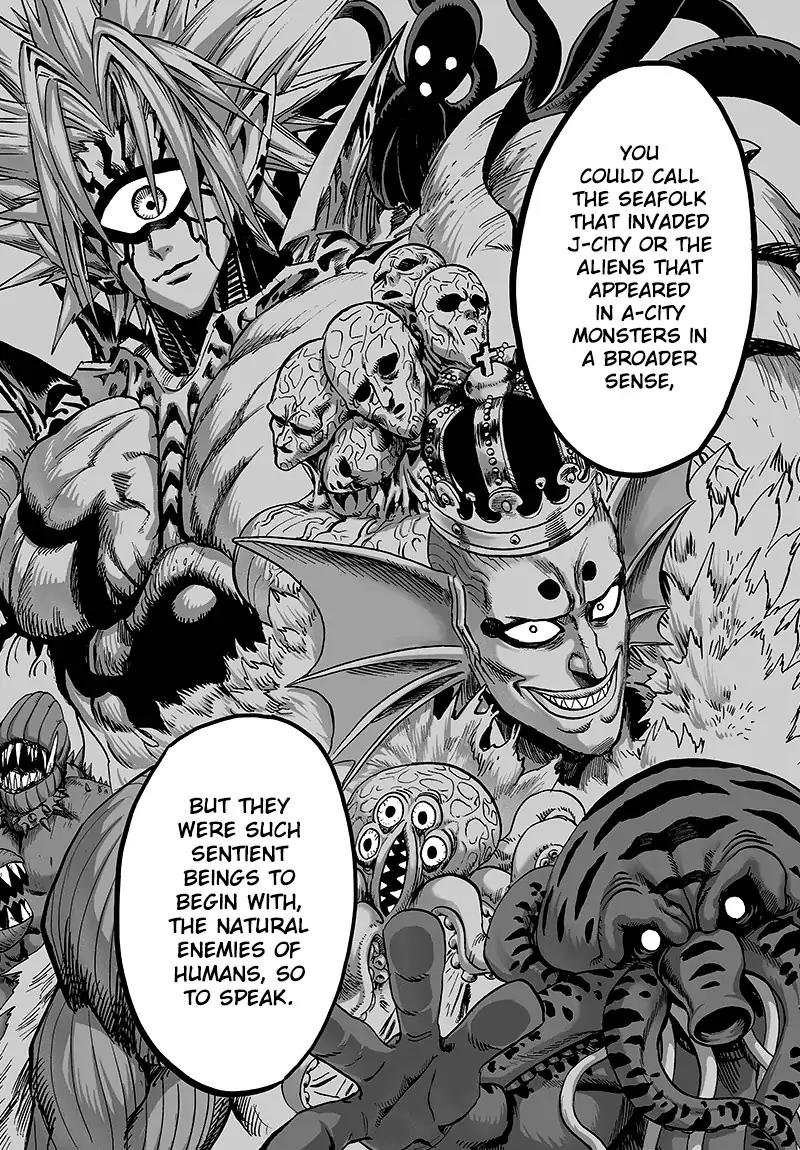 YOU
COULD CALL
THE SEAFOLK
THAT INVADED
J-CITY OR THE
ALIENS THAT
APPEARED
IN A-CITY
MONSTERS IN
A BROADER
SENSE,
BUT THEY
WERE SUCH
SENTIENT
BEINGS TO
BEGIN WITH,
THE NATURAL
ENEMIES OF
HUMANS, SO
TO SPEAK.